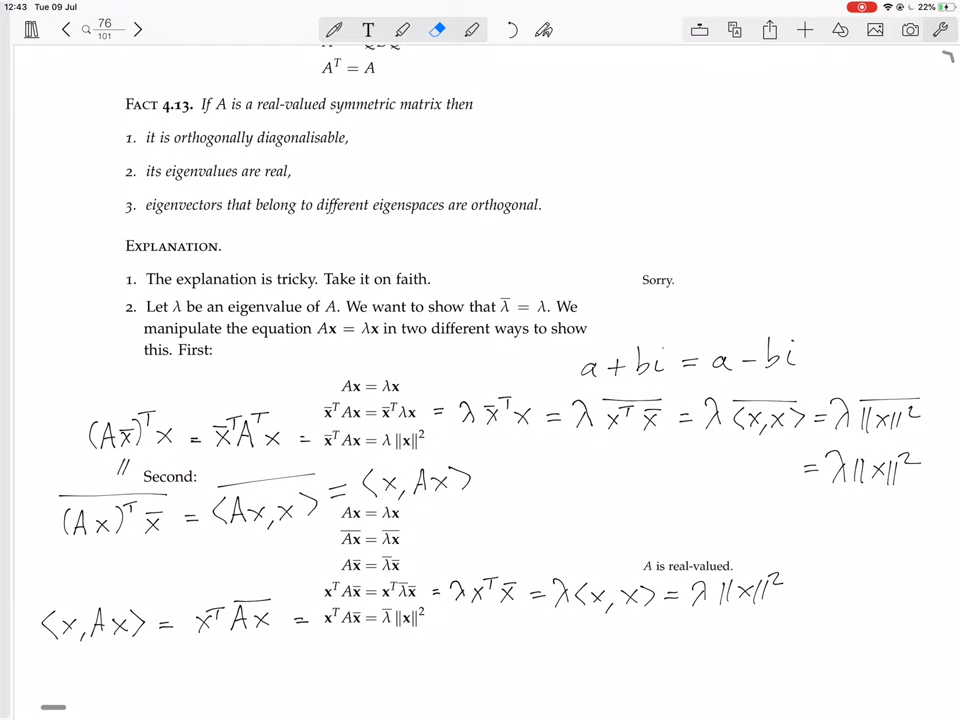 12:43 Tue 09 Jul 22%
76
101
T
A^T = A
FACT 4.13. If A is a real-valued symmetric matrix then
1. it is orthogonally diagonalisable,
2. its eigenvalues are real,
3. eigenvectors that belong to different eigenspaces are orthogonal.
EXPLANATION.
1. The explanation is tricky. Take it on faith. Sorry.
2. Let λ be an eigenvalue of A. We want to show that λ̅ = λ. We
manipulate the equation Ax = λx in two different ways to show
this. First:
a + bi = a − bi
Ax = λx
x̅^T Ax = x̅^T λx = λ x̅^T x = λ \overline{x^T x̅} = λ \overline{<x,x>} = λ \overline{||x||^2}
(Ax̅)^T x = x̅^T A^T x = x̅^T Ax = λ ||x||^2
= λ ||x||^2
//
Second:
\overline{(Ax)^T x̅} = \overline{<Ax,x>} = <x,Ax>
Ax = λx
\overline{Ax} = \overline{λx}
Ax̅ = λ̅x̅ A is real-valued.
x^T Ax̅ = x^T λ̅x̅ = λ x^T x̅ = λ<x,x> = λ ||x||^2
<x,Ax> = x^T \overline{Ax} = x^T Ax̅ = λ̅ ||x||^2